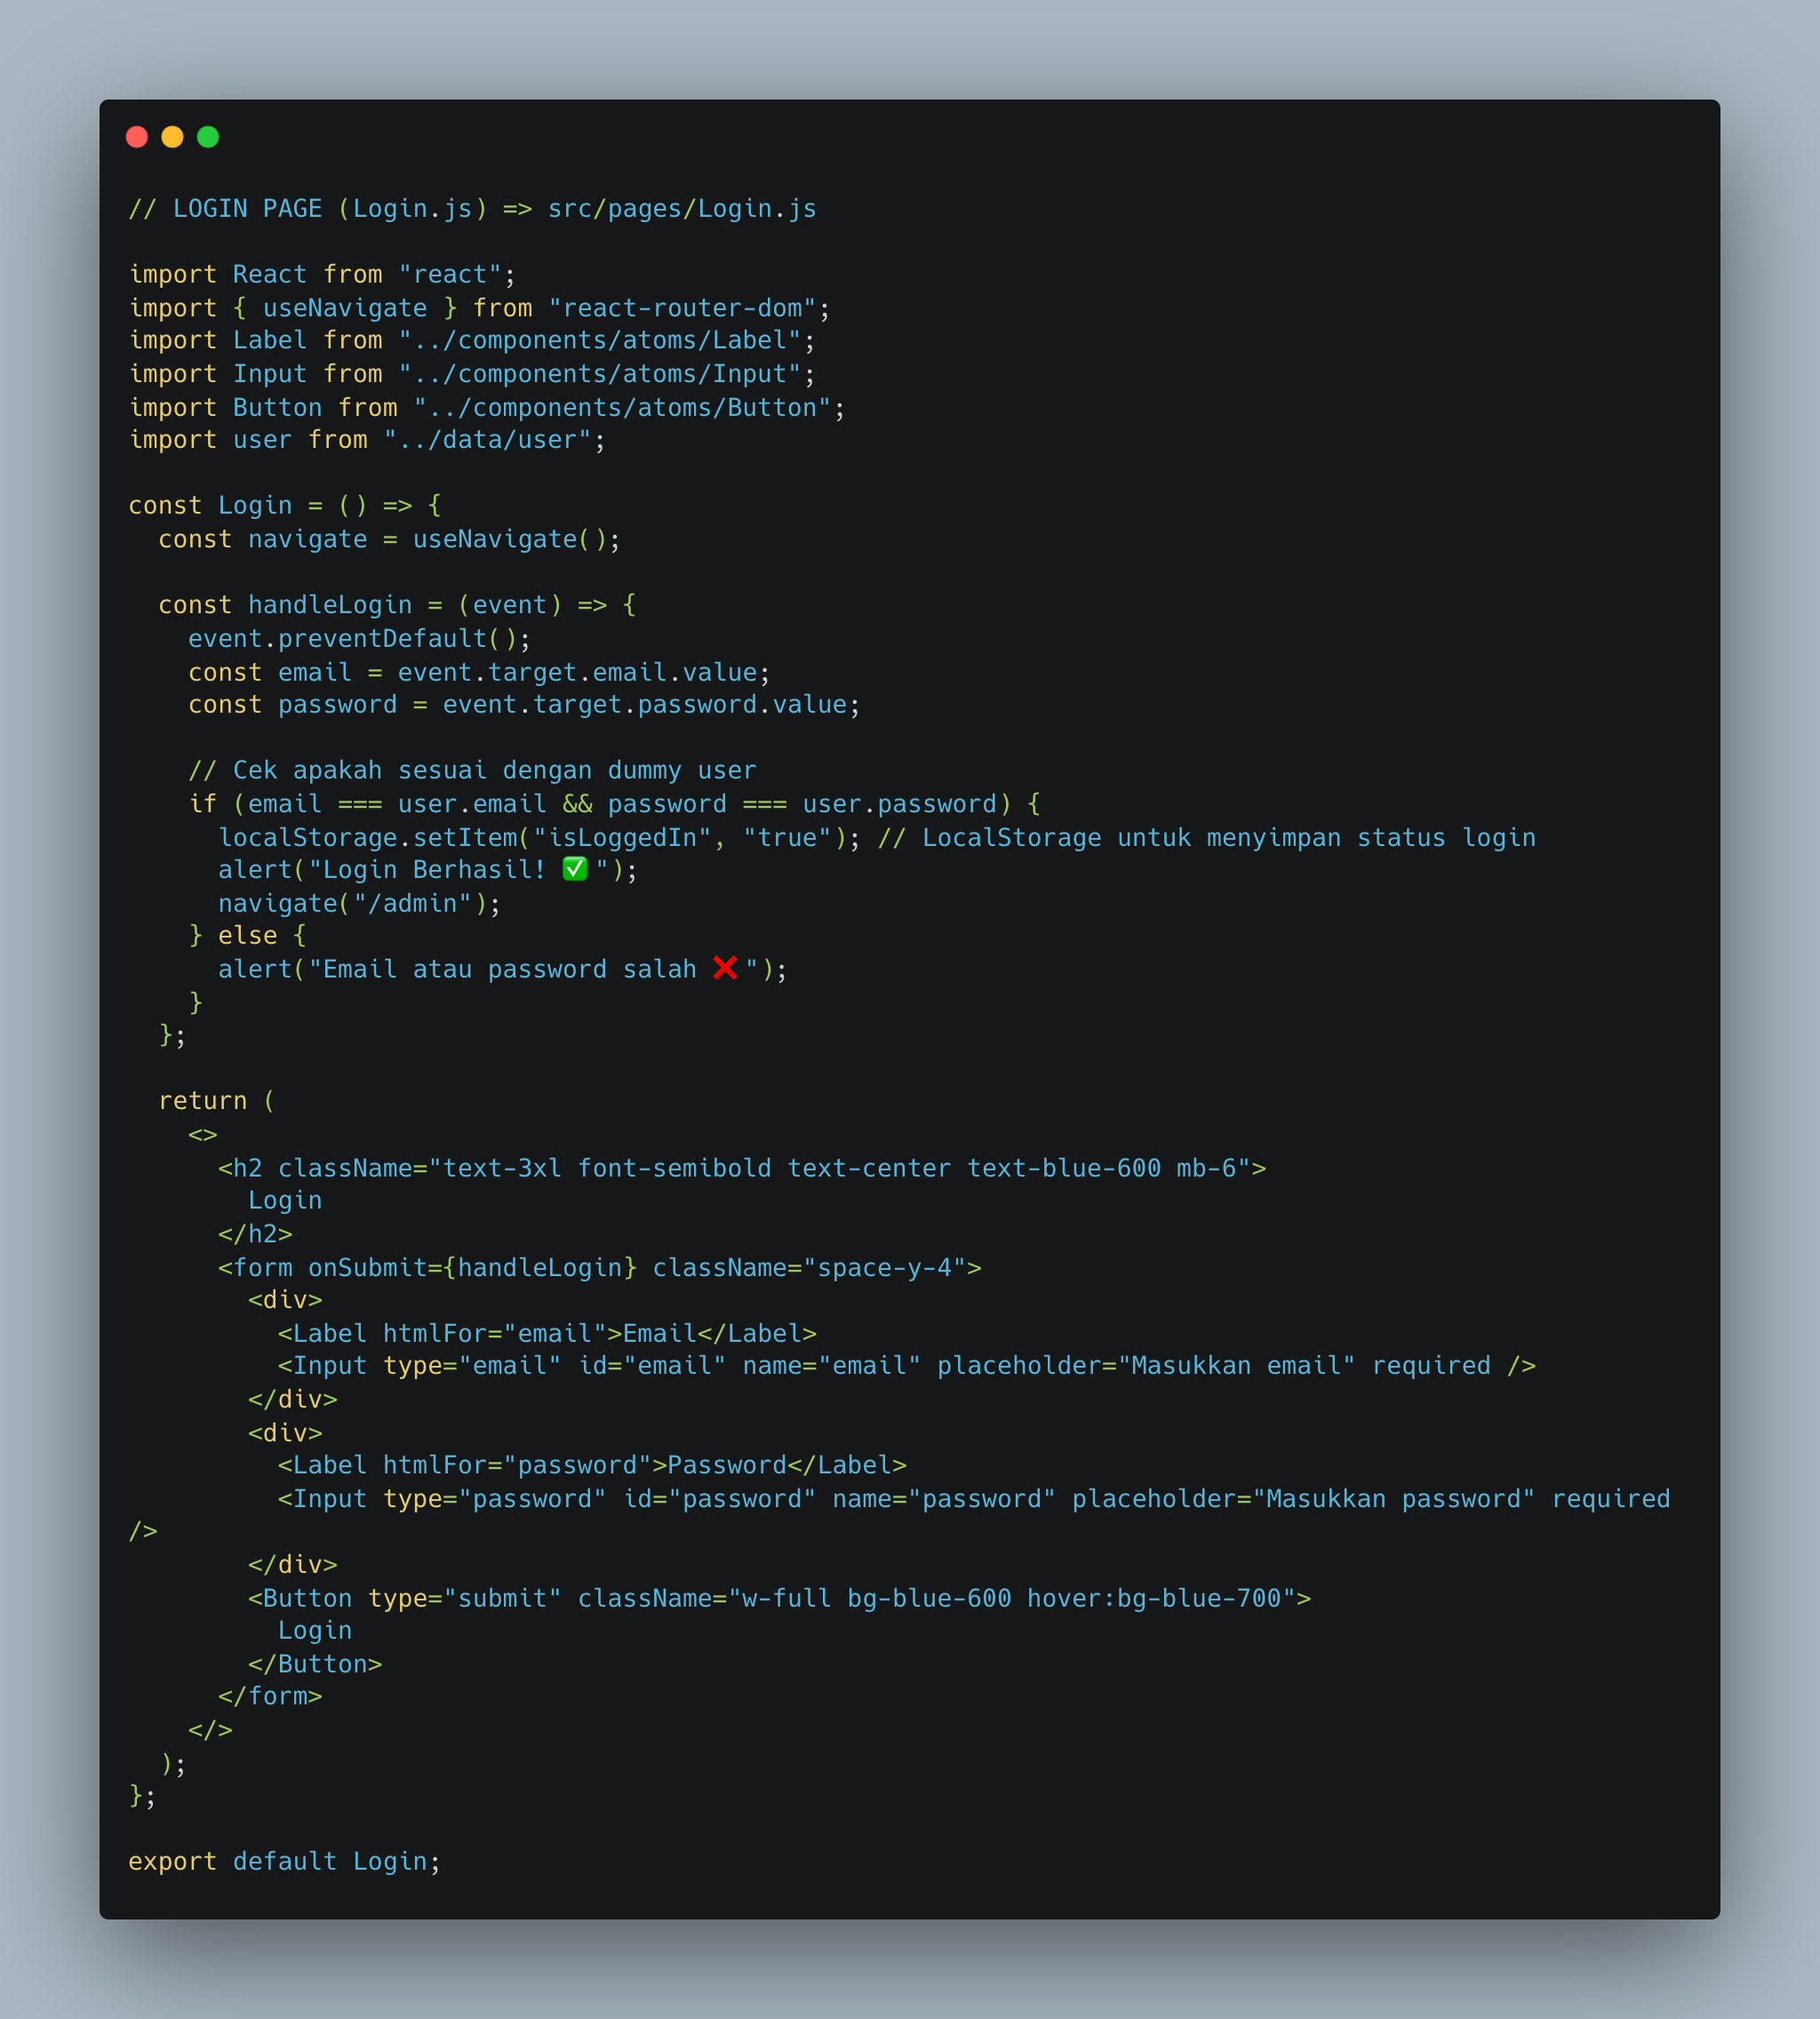 // LOGIN PAGE (Login.js) => src/pages/Login.js

import React from "react";
import { useNavigate } from "react-router-dom";
import Label from "../components/atoms/Label";
import Input from "../components/atoms/Input";
import Button from "../components/atoms/Button";
import user from "../data/user";

const Login = () => {
  const navigate = useNavigate();

  const handleLogin = (event) => {
    event.preventDefault();
    const email = event.target.email.value;
    const password = event.target.password.value;

    // Cek apakah sesuai dengan dummy user
    if (email === user.email && password === user.password) {
      localStorage.setItem("isLoggedIn", "true"); // LocalStorage untuk menyimpan status login
      alert("Login Berhasil! ✅");
      navigate("/admin");
    } else {
      alert("Email atau password salah ❌");
    }
  };

  return (
    <>
      <h2 className="text-3xl font-semibold text-center text-blue-600 mb-6">
        Login
      </h2>
      <form onSubmit={handleLogin} className="space-y-4">
        <div>
          <Label htmlFor="email">Email</Label>
          <Input type="email" id="email" name="email" placeholder="Masukkan email" required />
        </div>
        <div>
          <Label htmlFor="password">Password</Label>
          <Input type="password" id="password" name="password" placeholder="Masukkan password" required
/>
        </div>
        <Button type="submit" className="w-full bg-blue-600 hover:bg-blue-700">
          Login
        </Button>
      </form>
    </>
  );
};

export default Login;